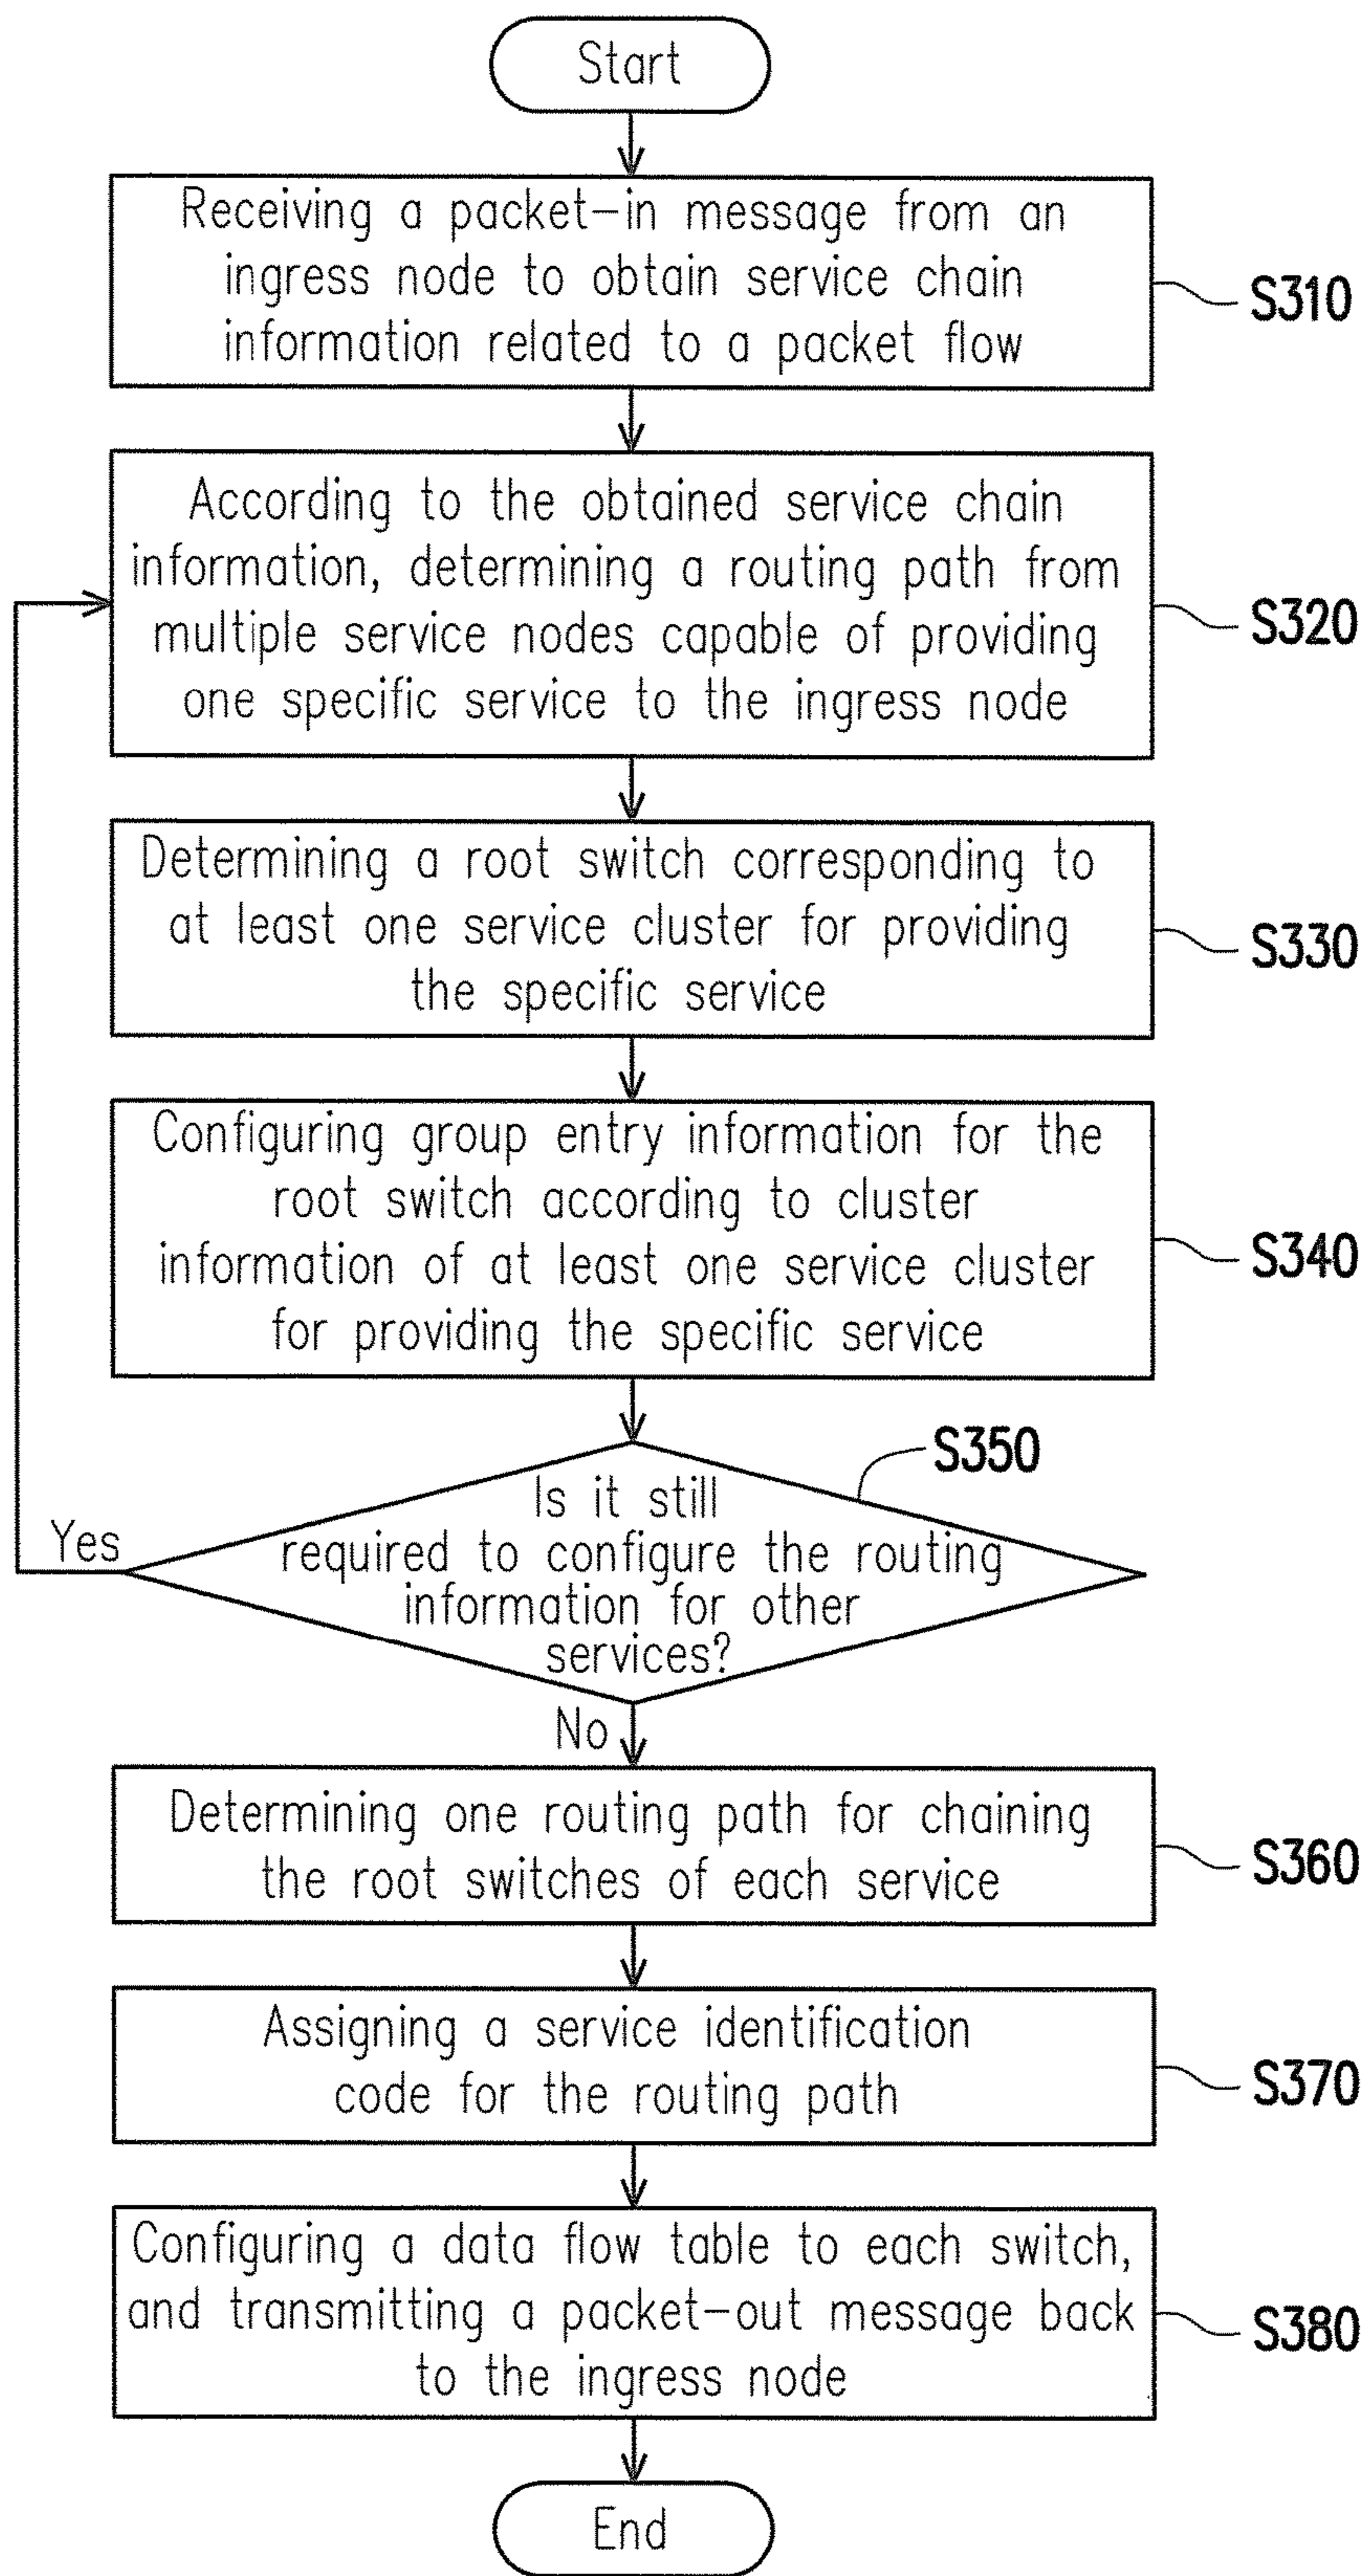 Start
Receiving a packet-in message from an
ingress node to obtain service chain
information related to a packet flow
S310
According to the obtained service chain
information, determining a routing path from
multiple service nodes capable of providing
one specific service to the ingress node
S320
Determining a root switch corresponding to
at least one service cluster for providing
the specific service
S330
Configuring group entry information for the
root switch according to cluster
information of at least one service cluster
for providing the specific service
S340
S350
Is it still
required to configure the routing
information for other
services?
Yes
No
Determining one routing path for chaining
the root switches of each service
S360
Assigning a service identification
code for the routing path
S370
Configuring a data flow table to each switch,
and transmitting a packet-out message back
to the ingress node
S380
End